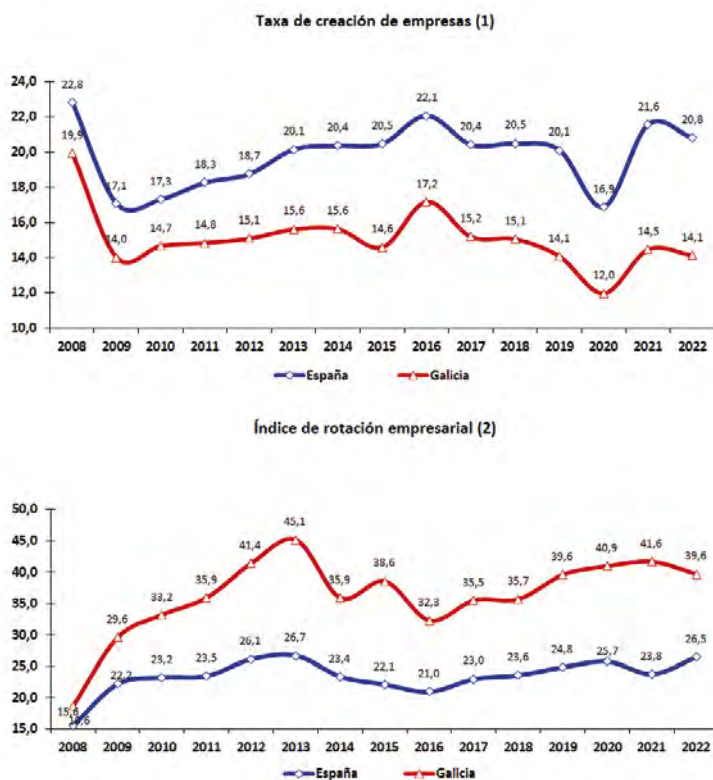 Taxa de creación de empresas (1)
24,0
22,0
20,0
18,0
16,0
14,0
12,0
10,0
22,8 17,1 17,3 18,3 18,7 20,1 20,4 20,5 22,1 20,4 20,5 20,1 16,9 21,6 20,8
19,9 14,0 14,7 14,8 15,1 15,6 15,6 14,6 17,2 15,2 15,1 14,1 12,0 14,5 14,1
2008 2009 2010 2011 2012 2013 2014 2015 2016 2017 2018 2019 2020 2021 2022
España Galicia
Índice de rotación empresarial (2)
50,0
45,0
40,0
35,0
30,0
25,0
20,0
15,0
29,6 33,2 35,9 41,4 45,1 35,9 38,6 32,3 35,5 35,7 39,6 40,9 41,6 39,6
15,6 22,2 23,2 23,5 26,1 26,7 23,4 22,1 21,0 23,0 23,6 24,8 25,7 23,8 26,5
2008 2009 2010 2011 2012 2013 2014 2015 2016 2017 2018 2019 2020 2021 2022
España Galicia